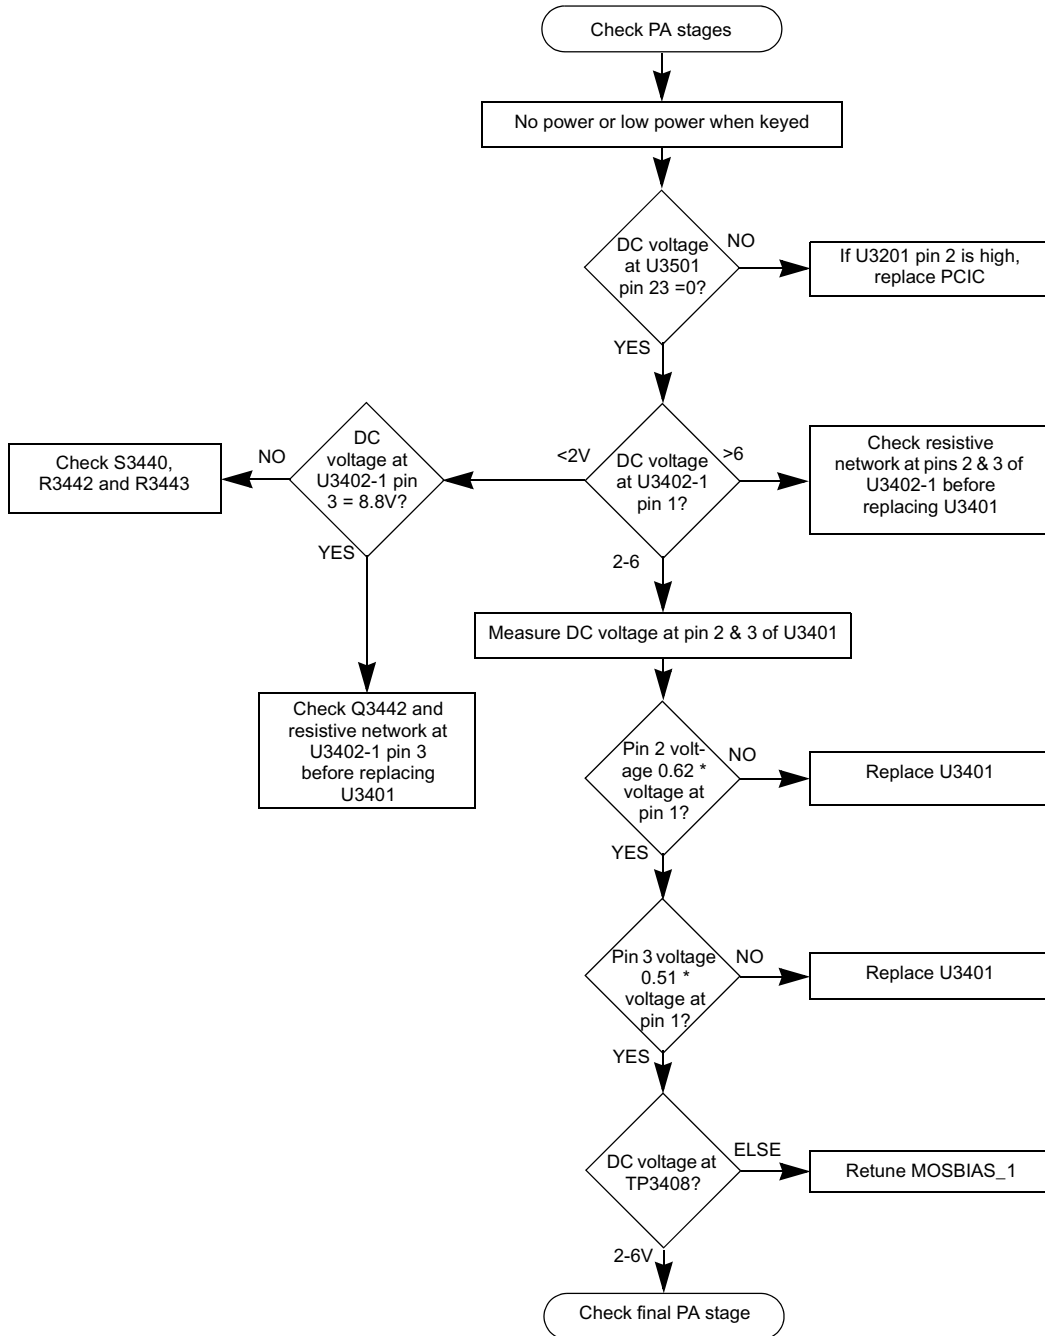 Check PA stages
No power or low power when keyed
DC voltage
at U3501
pin 23 =0?
NO
If U3201 pin 2 is high,
replace PCIC
YES
DC voltage
at U3402-1
pin 1?
<2V
>6
2-6
DC
voltage at
U3402-1 pin
3 = 8.8V?
NO
YES
Check S3440,
R3442 and R3443
Check resistive
network at pins 2 & 3 of
U3402-1 before
replacing U3401
Check Q3442 and
resistive network at
U3402-1 pin 3
before replacing
U3401
Measure DC voltage at pin 2 & 3 of U3401
Pin 2 volt-
age 0.62 *
voltage at
pin 1?
NO
Replace U3401
YES
Pin 3 voltage
0.51 *
voltage at
pin 1?
NO
Replace U3401
YES
DC voltage at
TP3408?
ELSE
Retune MOSBIAS_1
2-6V
Check final PA stage